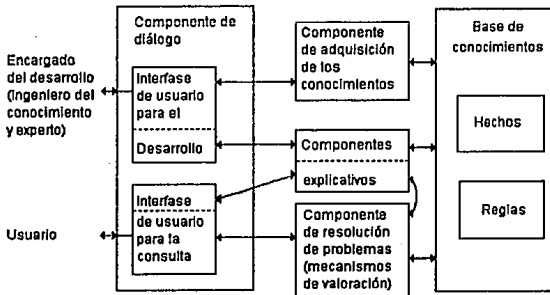 Componente de
diálogo
Encargado
del desarrollo
(ingeniero del
conocimiento
y experto)
Interfase
de usuario
para el
Desarrollo
Interfase
de usuario
para la
consulta
Usuario
Componente
de adquisición
de los
conocimientos
Componentes
explicativos
Componente
de resolución
de problemas
(mecanismos
de valoración)
Base de
conocimientos
Hechos
Reglas